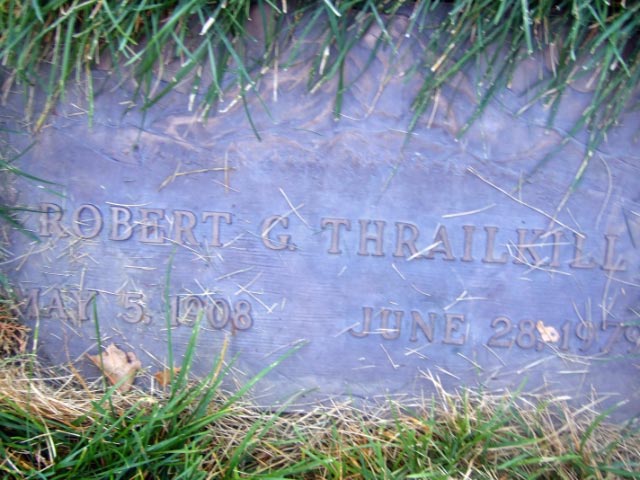 ROBERT G. THRAILKILL
MAY 5, 1908 JUNE 28, 1979